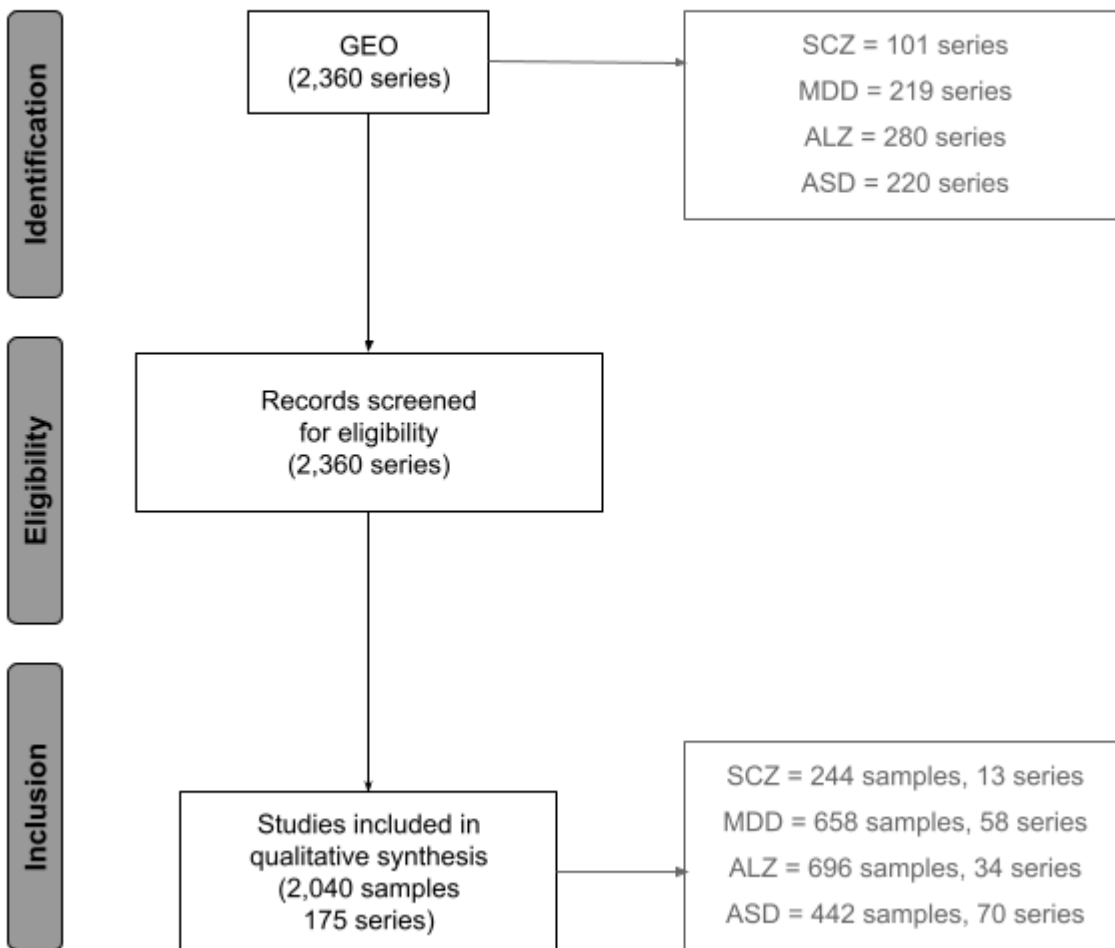 Identification
GEO
(2,360 series)
SCZ = 101 series
MDD = 219 series
ALZ = 280 series
ASD = 220 series
Eligibility
Records screened
for eligibility
(2,360 series)
Inclusion
Studies included in
qualitative synthesis
(2,040 samples
175 series)
SCZ = 244 samples, 13 series
MDD = 658 samples, 58 series
ALZ = 696 samples, 34 series
ASD = 442 samples, 70 series